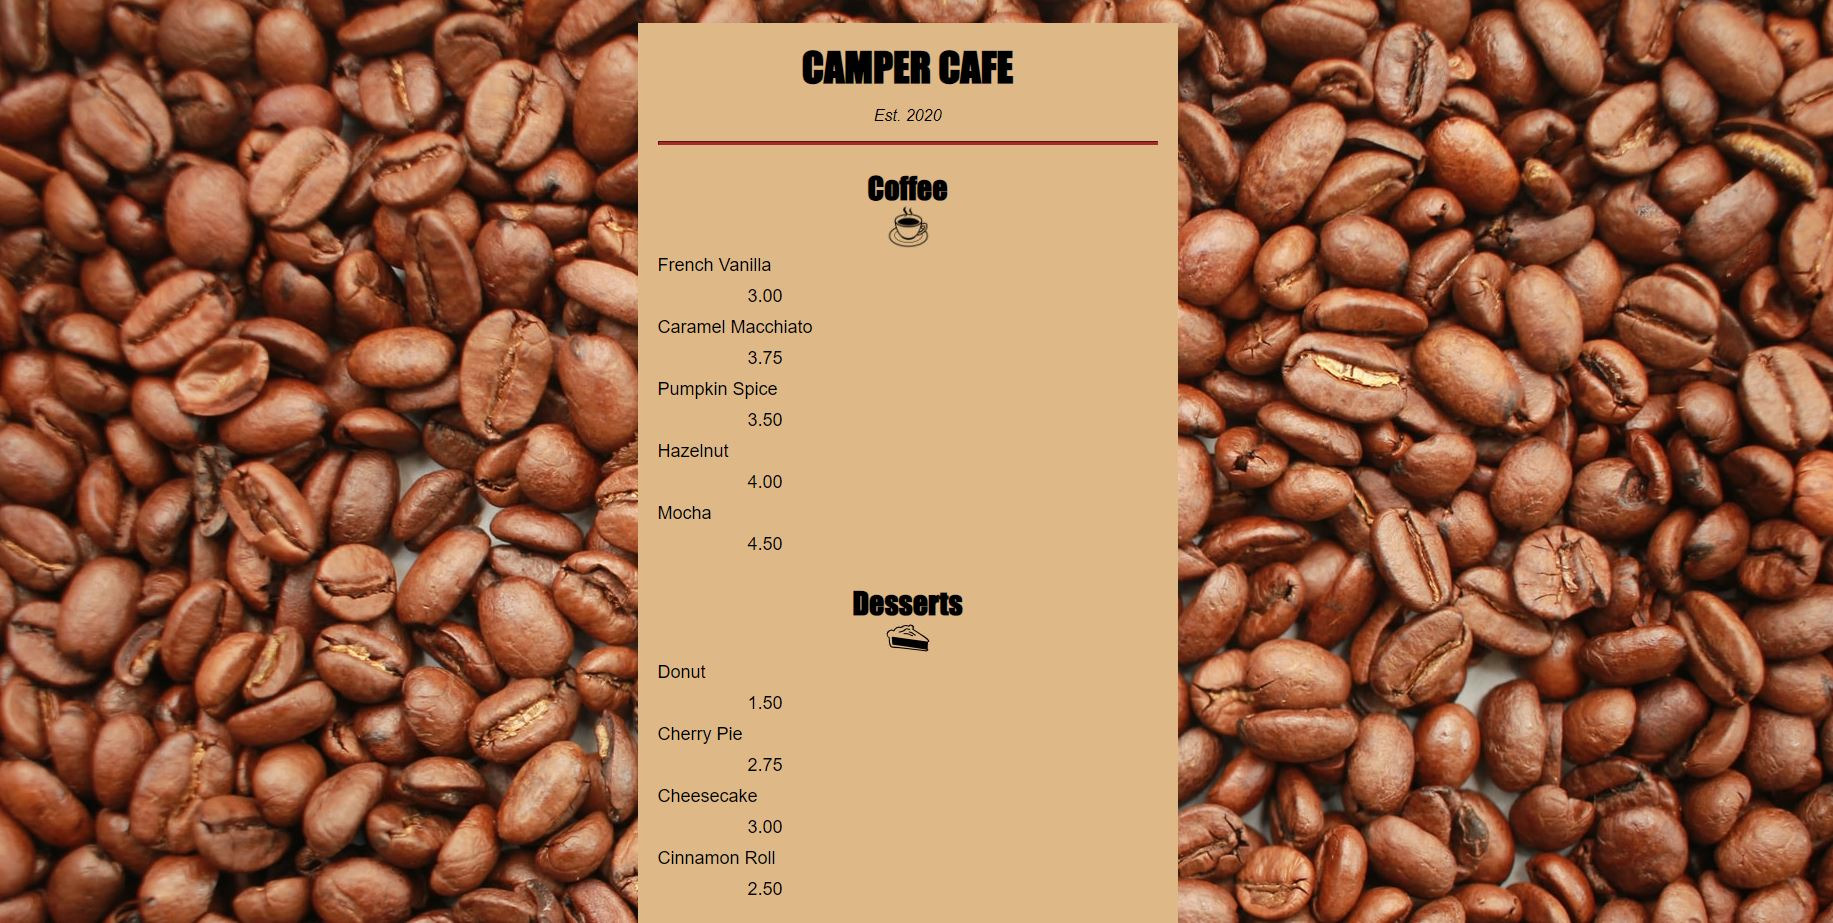 CAMPER CAFE
Est. 2020
Coffee
French Vanilla
3.00
Caramel Macchiato
3.75
Pumpkin Spice
3.50
Hazelnut
4.00
Mocha
4.50
Desserts
Donut
1.50
Cherry Pie
2.75
Cheesecake
3.00
Cinnamon Roll
2.50